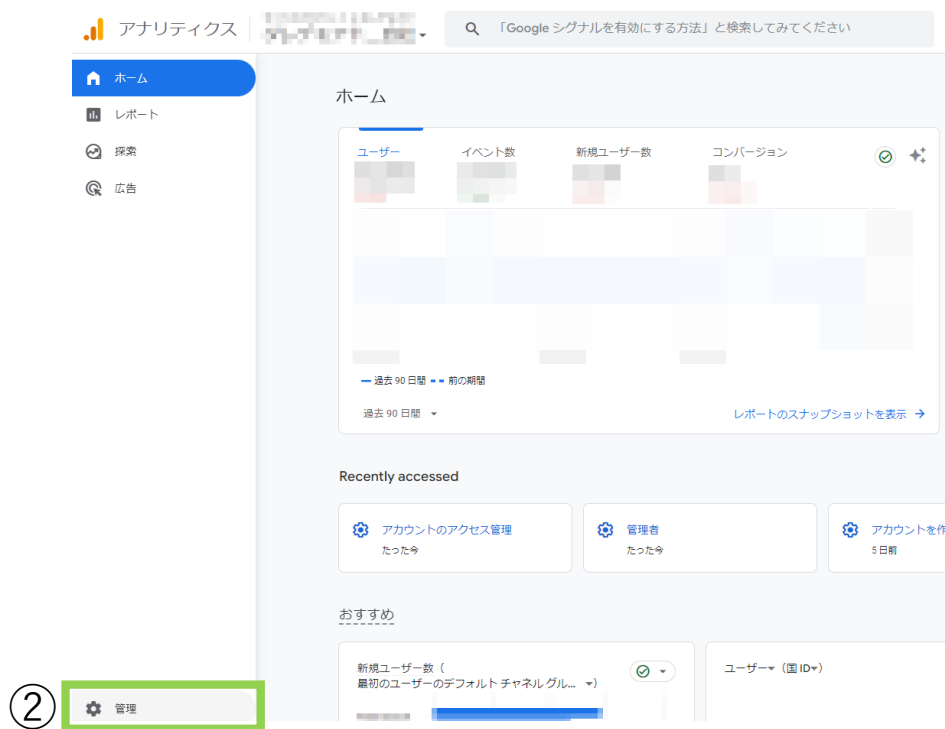 アナリティクス
「Google シグナルを有効にする方法」と検索してみてください
ホーム
レポート
探索
広告
ホーム
ユーザー イベント数 新規ユーザー数 コンバージョン
過去 90 日間 前の期間
過去 90 日間
レポートのスナップショットを表示
Recently accessed
アカウントのアクセス管理
たった今
管理者
たった今
アカウントを作
5 日前
おすすめ
新規ユーザー数（
最初のユーザーのデフォルト チャネル グル... ）
ユーザー（国 ID）
② 管理